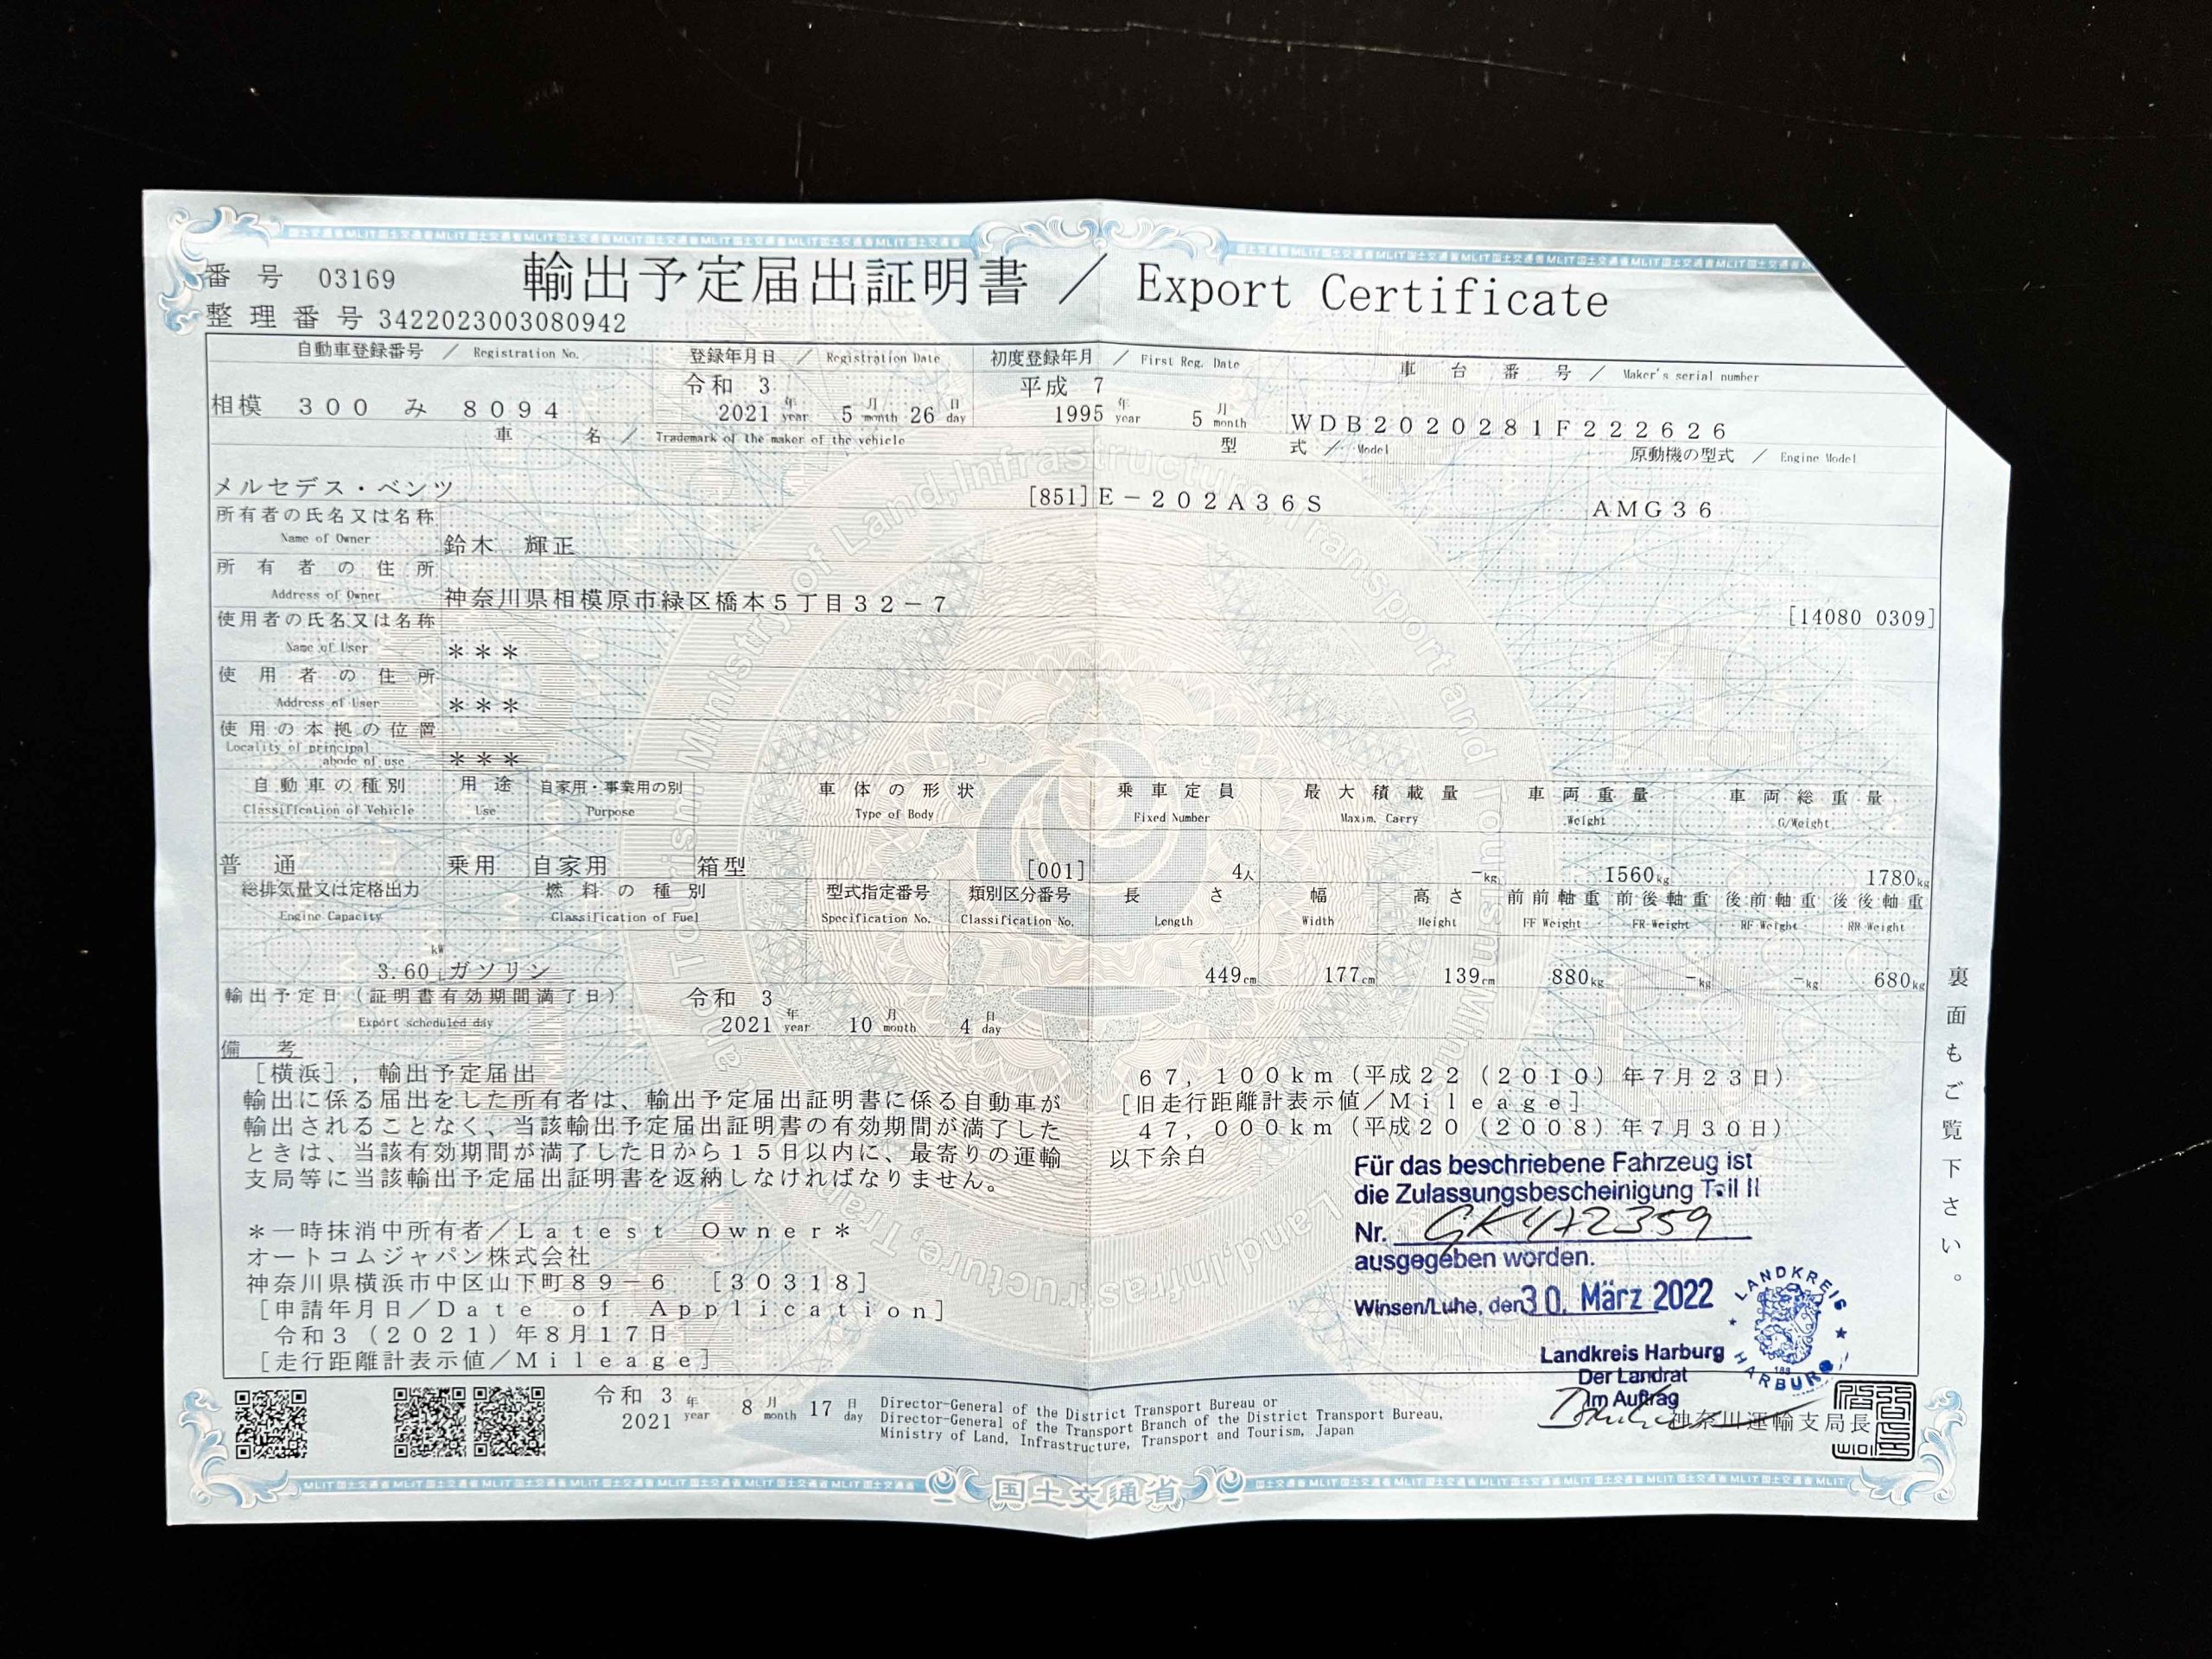 番 号 03169
輸出予定届出証明書 ／ Export Certificate
整 理 番 号 3422023003080942
自動車登録番号 ／ Registration No.
登録年月日 ／ Registration Date
初度登録年月 ／ First Reg. Date
車 台 番 号 ／ Maker's serial number
相模 ３００ み ８０９４
令和 3
2021 年 year 5 月 month 26 日 day
平成 7
1995 年 year 5 月 month
ＷＤＢ２０２０２８１Ｆ２２２６２６
車 名 ／ Trademark of the maker of the vehicle
型 式 ／ Model
原動機の型式 ／ Engine Model
メルセデス・ベンツ
[851] Ｅ－２０２Ａ３６Ｓ
ＡＭＧ３６
所有者の氏名又は名称
Name of Owner
鈴木 輝正
所 有 者 の 住 所
Address of Owner
神奈川県相模原市緑区橋本５丁目３２－７
[14080 0309]
使用者の氏名又は名称
Name of User
＊＊＊
使 用 者 の 住 所
Address of User
＊＊＊
使用の本拠の位置
Locality of principal abode of use
＊＊＊
自動車の種別 用 途 自家用・事業用の別 車 体 の 形 状 乗 車 定 員 最 大 積 載 量 車 両 重 量 車 両 総 重 量
Classification of Vehicle Use Purpose Type of Body Fixed Number Maxim. Carry Weight G/Weight
普 通 乗用 自家用 箱型 [001] 4人 -kg 1560kg 1780kg
総排気量又は定格出力 燃 料 の 種 別 型式指定番号 類別区分番号 長 さ 幅 高 さ 前前軸重 前後軸重 後前軸重 後後軸重
Engine Capacity Classification of Fuel Specification No. Classification No. Length Width Height FF Weight FR Weight RF Weight RR Weight
kW
3.60 L ガソリン 449cm 177cm 139cm 880kg -kg -kg 680kg
輸出予定日（証明書有効期間満了日）
Export scheduled day
令和 3
2021 年 year 10 月 month 4 日 day
備 考
［横浜］，輸出予定届出
輸出に係る届出をした所有者は、輸出予定届出証明書に係る自動車が
輸出されることなく、当該輸出予定届出証明書の有効期間が満了した
ときは、当該有効期間が満了した日から１５日以内に、最寄りの運輸
支局等に当該輸出予定届出証明書を返納しなければなりません。
＊一時抹消中所有者／Ｌａｔｅｓｔ Ｏｗｎｅｒ＊
オートコムジャパン株式会社
神奈川県横浜市中区山下町８９－６ ［３０３１８］
［申請年月日／Ｄａｔｅ ｏｆ Ａｐｐｌｉｃａｔｉｏｎ］
令和３（２０２１）年８月１７日
［走行距離計表示値／Ｍｉｌｅａｇｅ］
６７，１００ｋｍ（平成２２（２０１０）年７月２３日）
［旧走行距離計表示値／Ｍｉｌｅａｇｅ］
４７，０００ｋｍ（平成２０（２００８）年７月３０日）
以下余白
Für das beschriebene Fahrzeug ist
die Zulassungsbescheinigung Teil II
Nr. GK472359
ausgegeben worden.
Winsen/Luhe, den 30. März 2022
LANDKREIS HARBURG
Landkreis Harburg
Der Landrat
Im Auftrag
裏面もご覧下さい。
令和 3
2021 年 year 8 月 month 17 日 day
Director-General of the District Transport Bureau or
Director-General of the Transport Branch of the District Transport Bureau,
Ministry of Land, Infrastructure, Transport and Tourism, Japan
神奈川運輸支局長
国土交通省